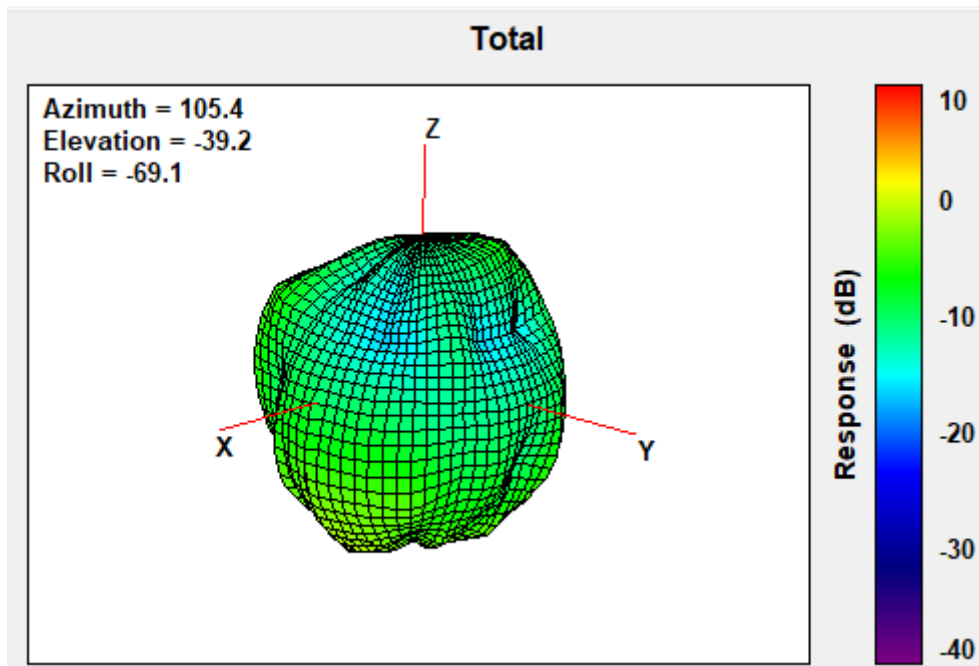 Total
Azimuth = 105.4
Elevation = -39.2
Roll = -69.1
Z
X
Y
10
0
-10
-20
-30
-40
Response (dB)